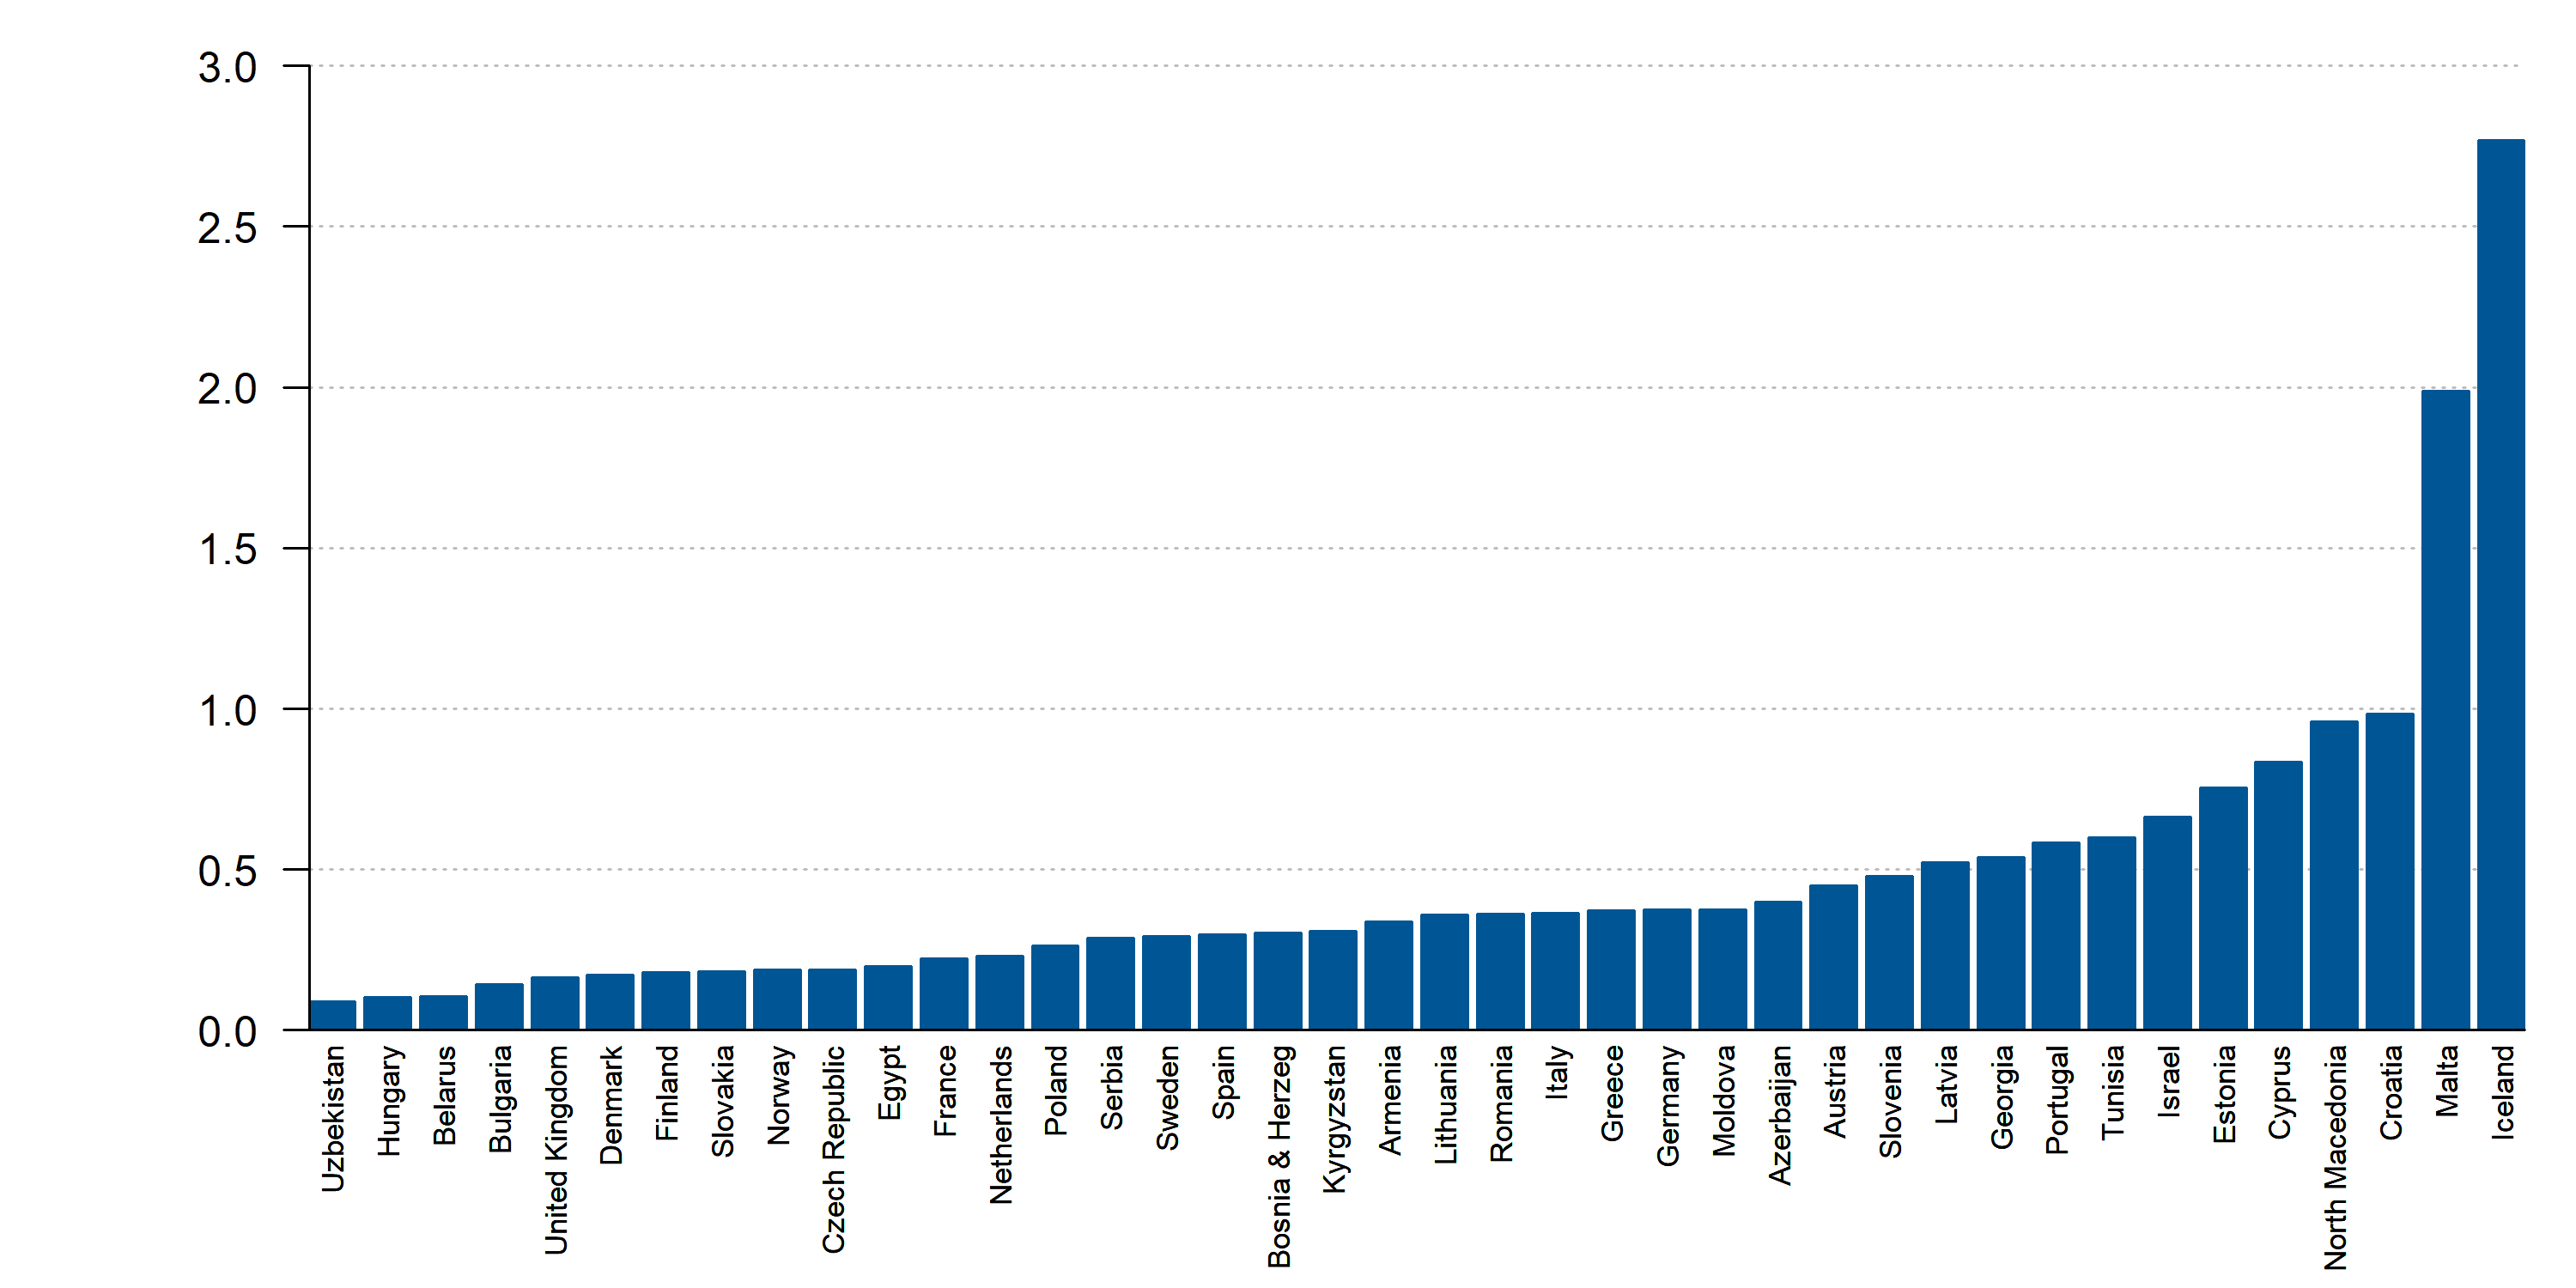 3.0
2.5
2.0
1.5
1.0
0.5
0.0
Uzbekistan
Hungary
Belarus
Bulgaria
United Kingdom
Denmark
Finland
Slovakia
Norway
Czech Republic
Egypt
France
Netherlands
Poland
Serbia
Sweden
Spain
Bosnia & Herzeg
Kyrgyzstan
Armenia
Lithuania
Romania
Italy
Greece
Germany
Moldova
Azerbaijan
Austria
Slovenia
Latvia
Georgia
Portugal
Tunisia
Israel
Estonia
Cyprus
North Macedonia
Croatia
Malta
Iceland